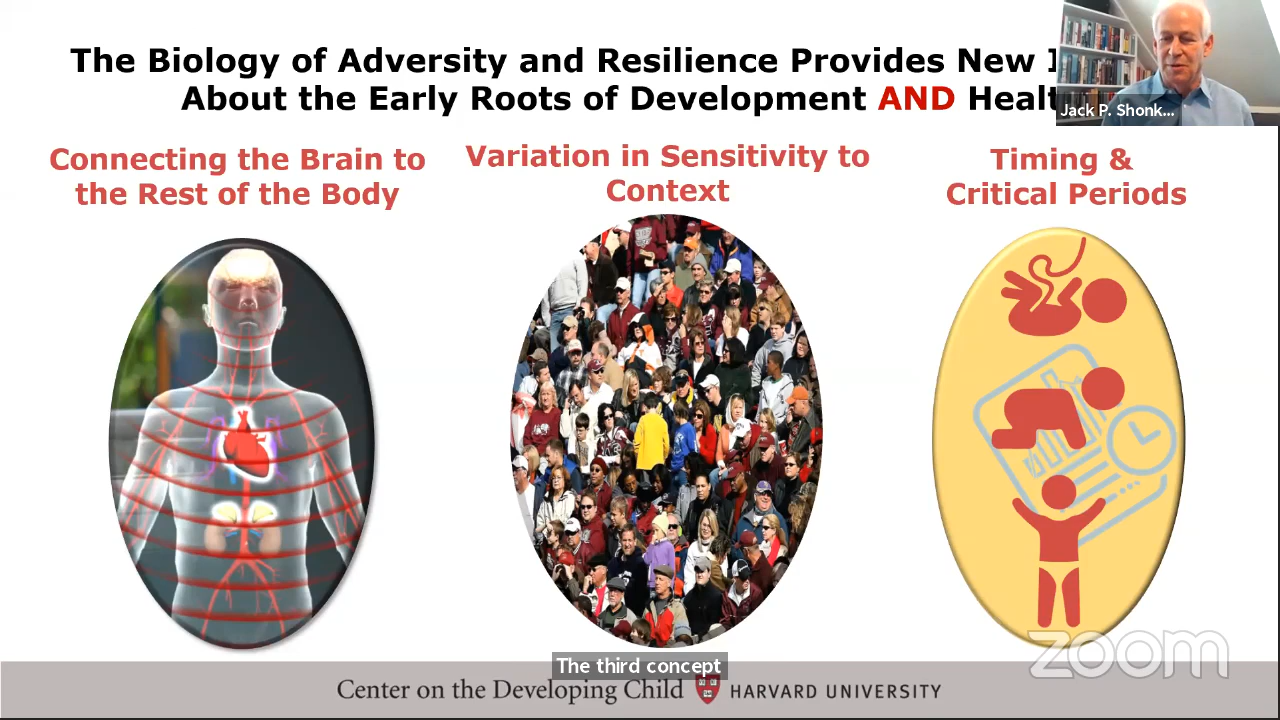 The Biology of Adversity and Resilience Provides New
About the Early Roots of Development AND Healt
Jack P. Shonk...
Connecting the Brain to
the Rest of the Body
Variation in Sensitivity to
Context
Timing &
Critical Periods
The third concept
zoom
Center on the Developing Child HARVARD UNIVERSITY